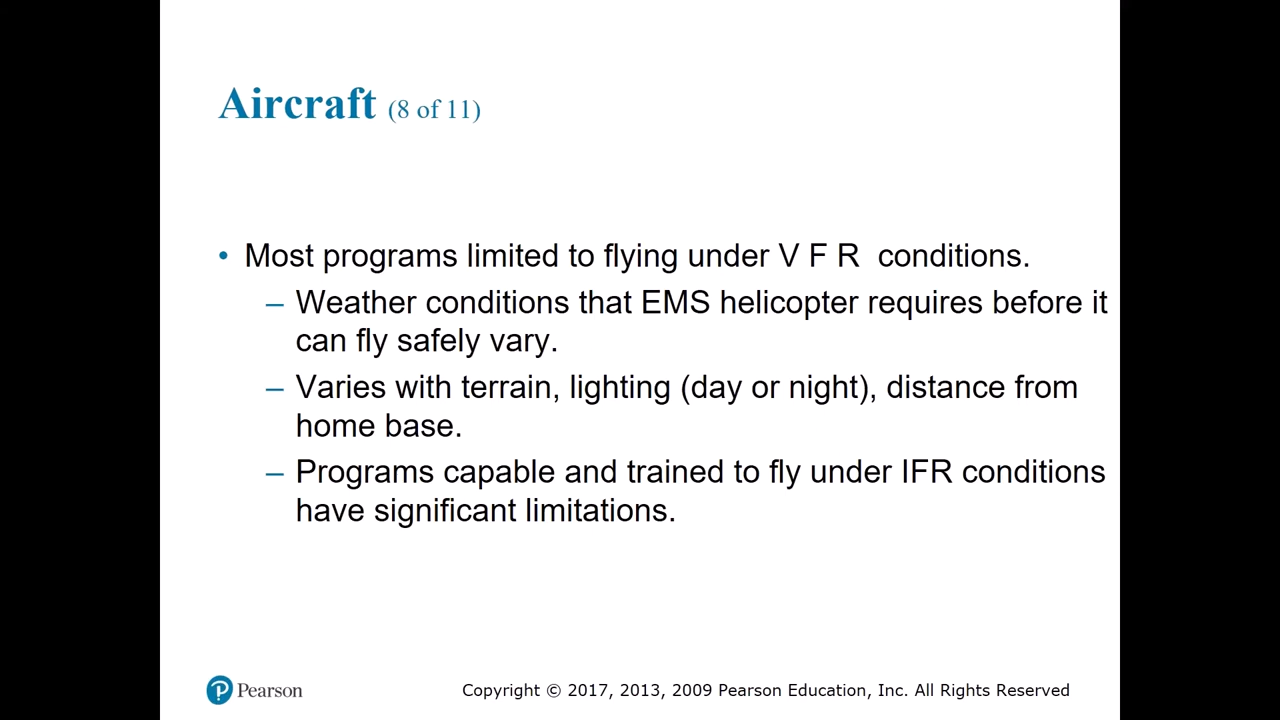 Aircraft (8 of 11)
• Most programs limited to flying under V F R  conditions.
– Weather conditions that EMS helicopter requires before it
can fly safely vary.
– Varies with terrain, lighting (day or night), distance from
home base.
– Programs capable and trained to fly under IFR conditions
have significant limitations.
Pearson
Copyright © 2017, 2013, 2009 Pearson Education, Inc. All Rights Reserved